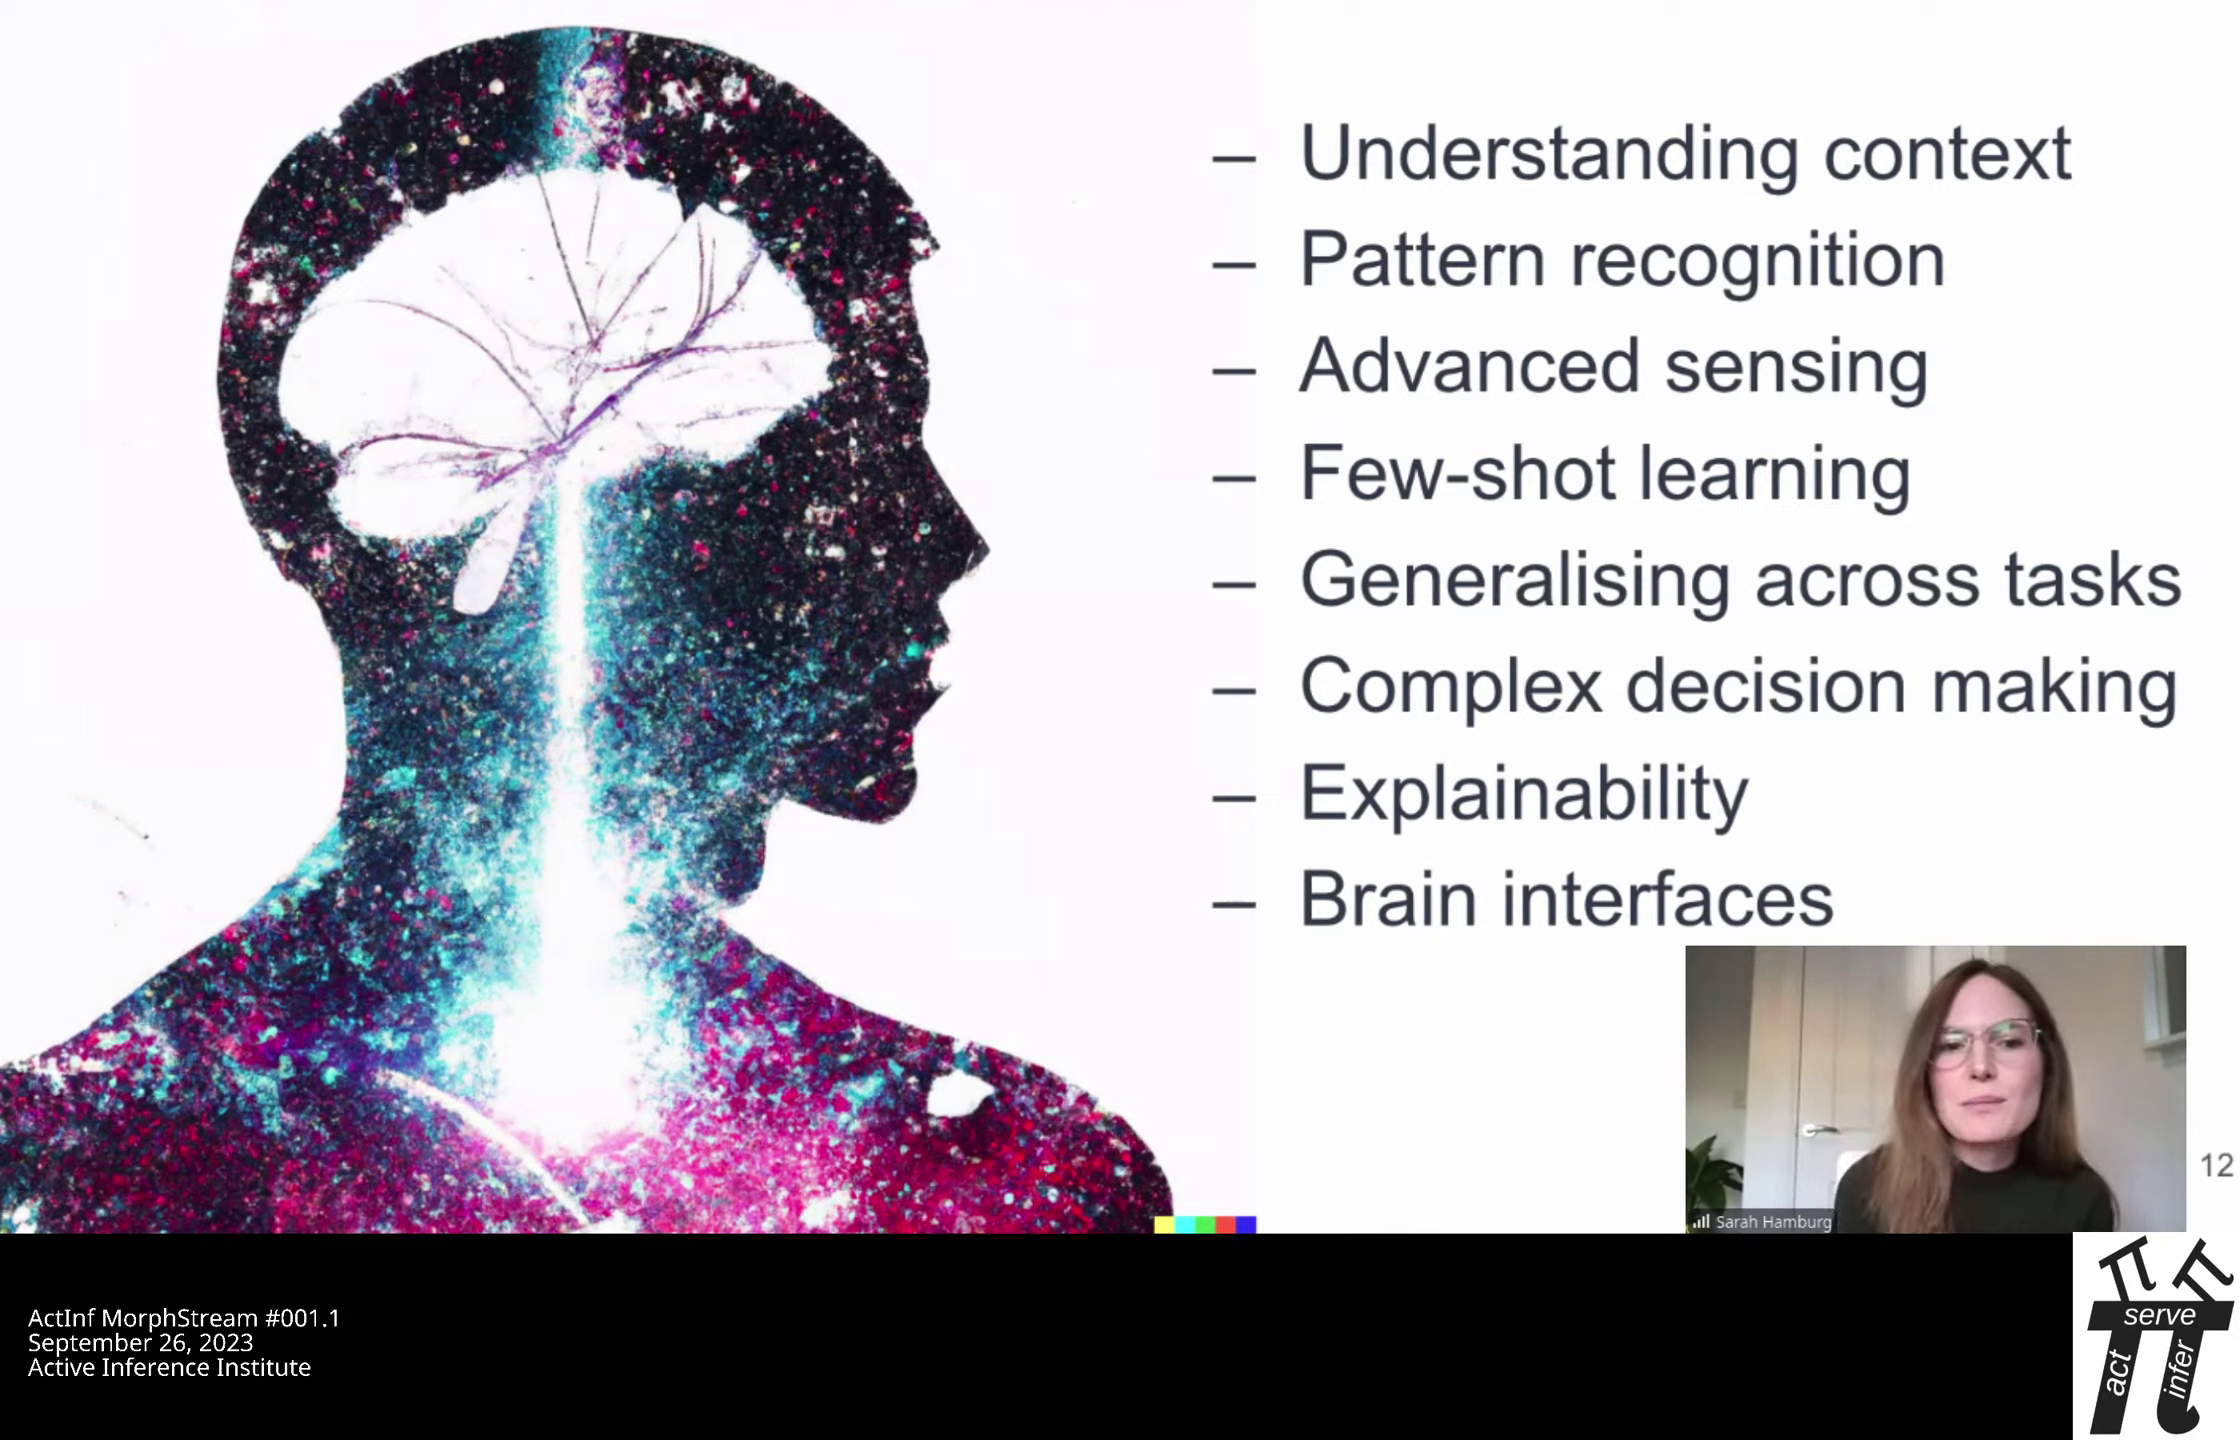 – Understanding context
– Pattern recognition
– Advanced sensing
– Few-shot learning
– Generalising across tasks
– Complex decision making
– Explainability
– Brain interfaces
Sarah Hamburg
12
ActInf MorphStream #001.1
September 26, 2023
Active Inference Institute
serve
act
infer